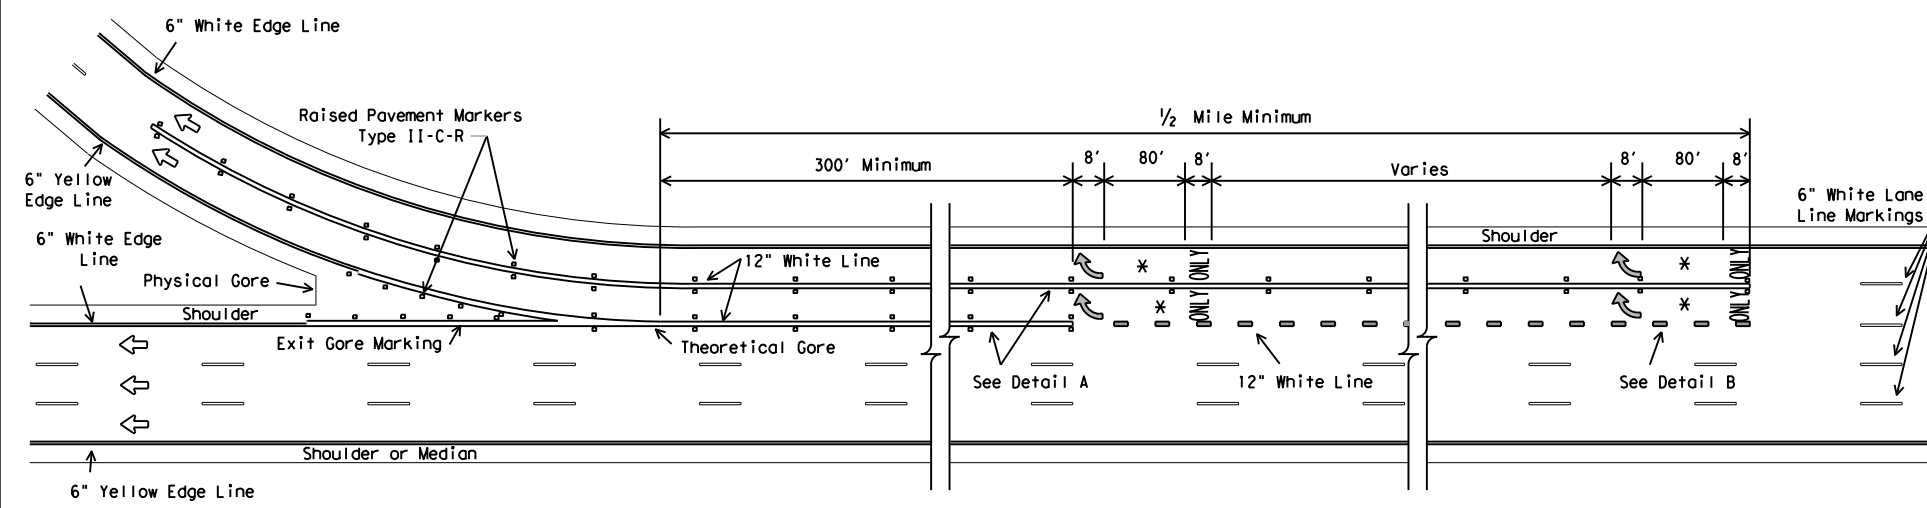 6" White Edge Line
Raised Pavement Markers
Type II-C-R
½ Mile Minimum
300' Minimum
8'
80'
8'
Varies
8'
80'
8'
6" Yellow
Edge Line
6" White Lane
Line Markings
6" White Edge
Line
Shoulder
Physical Gore
12" White Line
*
ONLY
*
ONLY
*
ONLY
*
ONLY
Shoulder
Exit Gore Marking
Theoretical Gore
See Detail A
12" White Line
See Detail B
Shoulder or Median
6" Yellow Edge Line